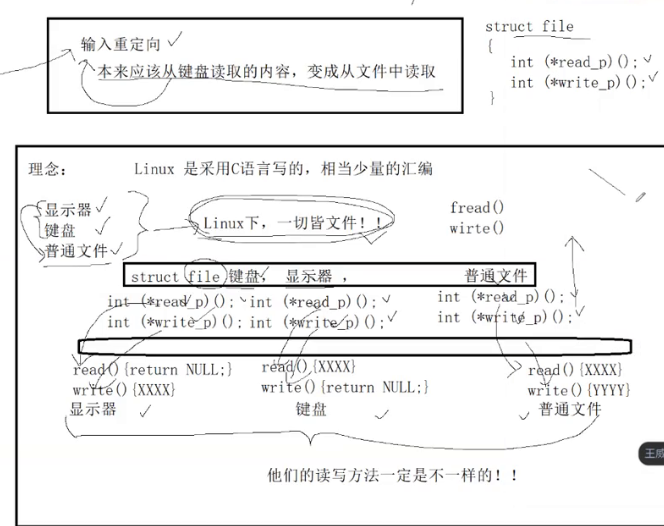 输入重定向
本来应该从键盘读取的内容，变成从文件中读取
struct file
{
int (*read_p)();
int (*write_p)();
}
理念： Linux 是采用C语言写的，相当少量的汇编
显示器
键盘
普通文件
Linux下，一切皆文件！！
fread()
wirte()
struct file 键盘， 显示器 ， 普通文件
int (*read_p)(); int (*read_p)(); int (*read_p)();
int (*write_p)(); int (*write_p)(); int (*write_p)();
read(){return NULL;} read(){XXXX} read(){XXXX}
write(){XXXX} write(){return NULL;} write(){YYYY}
显示器 键盘 普通文件
他们的读写方法一定是不一样的！！